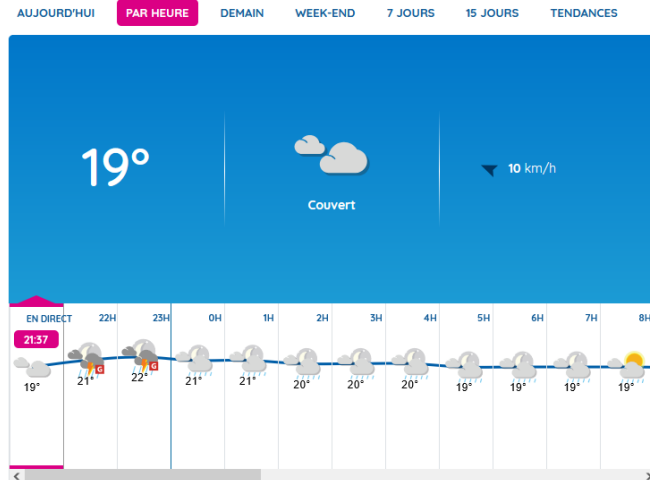 AUJOURD'HUI PAR HEURE DEMAIN WEEK-END 7 JOURS 15 JOURS TENDANCES
19° 10 km/h
Couvert
EN DIRECT 22H 23H 0H 1H 2H 3H 4H 5H 6H 7H 8H
21:37
G G
19° 21° 22° 21° 21° 20° 20° 20° 19° 19° 19° 19°